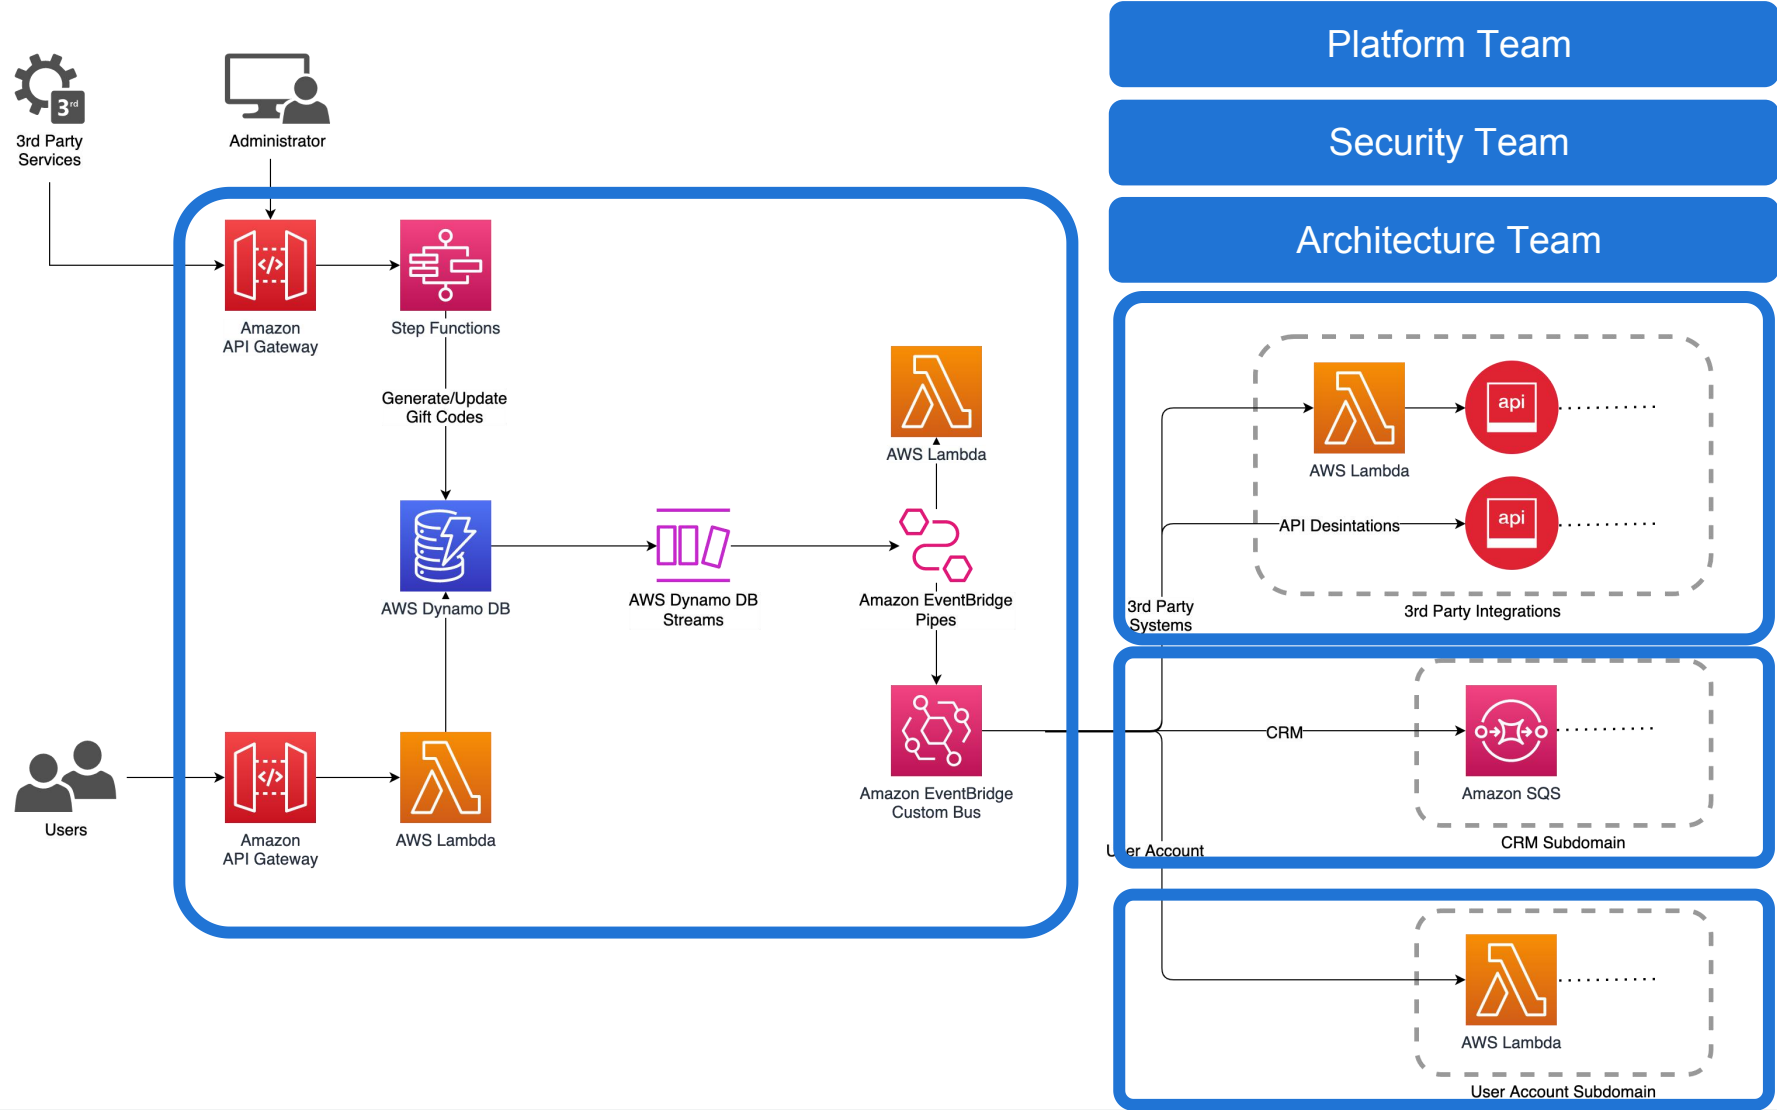 Platform Team
Security Team
Architecture Team
3rd
3rd Party
Services
Administrator
</>
Amazon
API Gateway
Step Functions
Generate/Update
Gift Codes
AWS Lambda
AWS Dynamo DB
AWS Dynamo DB
Streams
Amazon EventBridge
Pipes
Users
</>
Amazon
API Gateway
AWS Lambda
Amazon EventBridge
Custom Bus
AWS Lambda
api
API Desintations
api
3rd Party
Systems
3rd Party Integrations
CRM
Amazon SQS
CRM Subdomain
User Account
AWS Lambda
User Account Subdomain